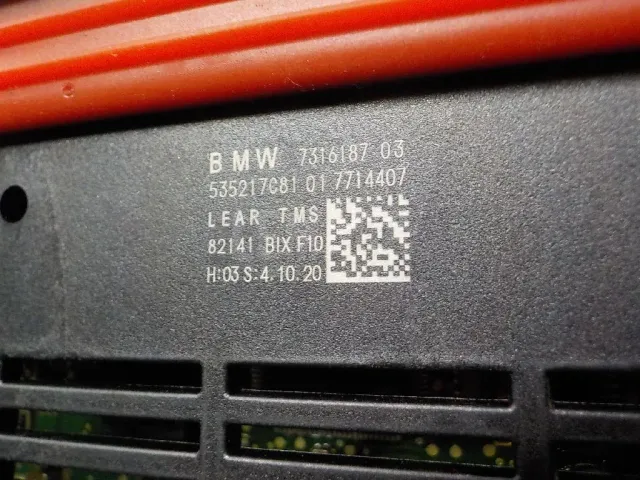 BMW 7316187 03
535217C81 01 7714407
LEAR TMS
82141 BIX F10
H:03 S:4.10.20